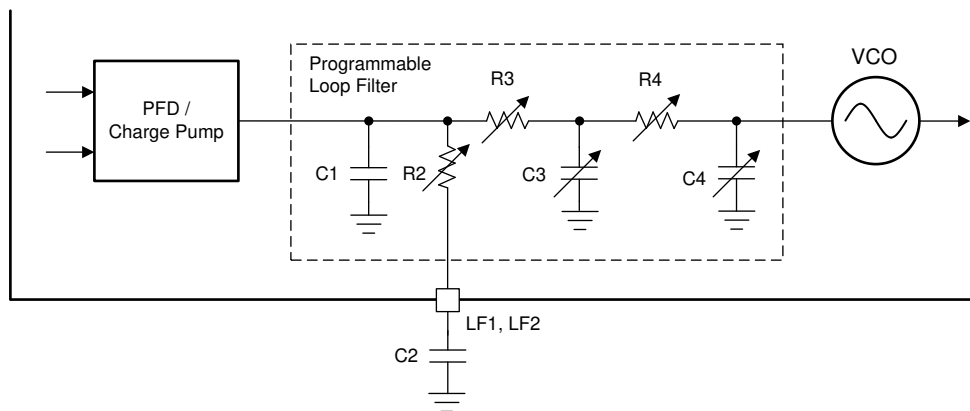 Programmable
Loop Filter
VCO
PFD /
Charge Pump
R3
R4
C1
R2
C3
C4
LF1, LF2
C2